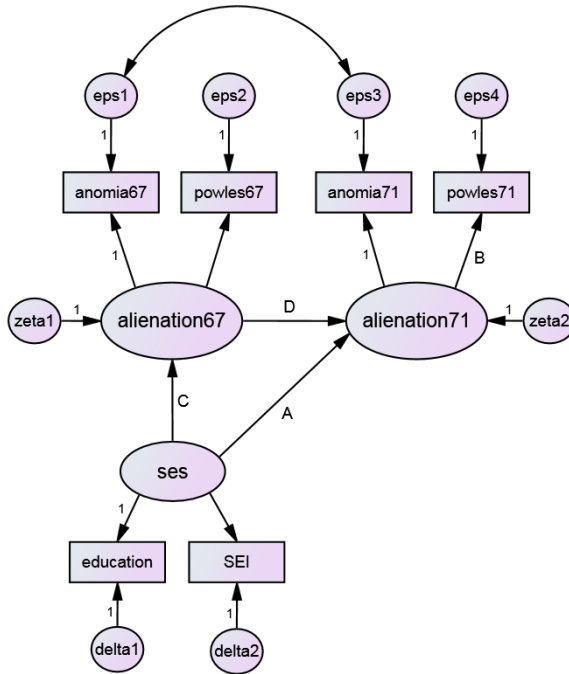 eps1
eps2
eps3
eps4
1
1
1
1
anomia67
powles67
anomia71
powles71
1
1
B
zeta1
1
alienation67
D
alienation71
1
zeta2
C
A
ses
1
education
SEI
1
1
delta1
delta2